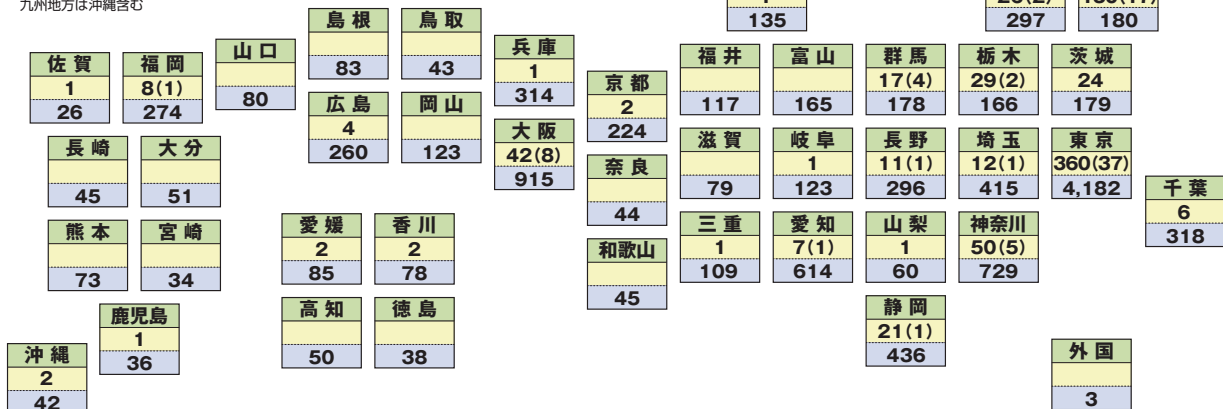 九州地方は沖縄含む
1
135
26(2)
297
180
島根
83
鳥取
43
佐賀
1
26
福岡
8(1)
274
山口
80
兵庫
1
314
広島
4
260
岡山
123
大阪
42(8)
915
京都
2
224
奈良
44
和歌山
45
福井
117
富山
165
群馬
17(4)
178
栃木
29(2)
166
茨城
24
179
滋賀
79
岐阜
1
123
長野
11(1)
296
埼玉
12(1)
415
東京
360(37)
4,182
千葉
6
318
三重
1
109
愛知
7(1)
614
山梨
1
60
神奈川
50(5)
729
静岡
21(1)
436
長崎
45
大分
51
熊本
73
宮崎
34
鹿児島
1
36
沖縄
2
42
愛媛
2
85
香川
2
78
高知
50
徳島
38
外国
3